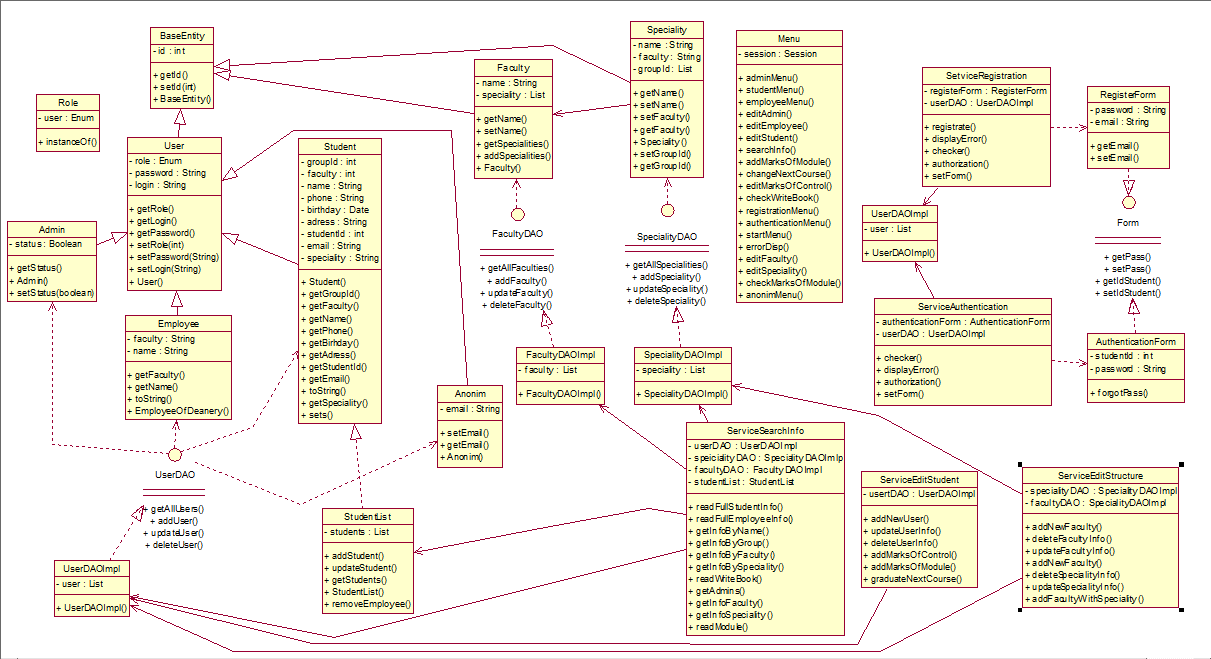 BaseEntity
- id : int
+ getId()
+ setId(int)
+ BaseEntity()
Role
- user : Enum
+ instanceOf()
User
- role : Enum
- password : String
- login : String
+ getRole()
+ getLogin()
+ getPassword()
+ setRole(int)
+ setPassword(String)
+ setLogin(String)
+ User()
Admin
- status : Boolean
+ getStatus()
+ Admin()
+ setStatus(boolean)
Employee
- faculty : String
- name : String
+ getFaculty()
+ getName()
+ toString()
+ EmployeeOfDeanery()
UserDAO
+ getAllUsers()
+ addUser()
+ updateUser()
+ deleteUser()
UserDAOImpl
- user : List
+ UserDAOImpl()
Student
- groupId : int
- faculty : int
- name : String
- phone : String
- birthday : Date
- adress : String
- studentId : int
- email : String
- speciality : String
+ Student()
+ getGroupId()
+ getFaculty()
+ getName()
+ getPhone()
+ getBirhday()
+ getAdress()
+ getStudentId()
+ getEmail()
+ toString()
+ getSpeciality()
+ sets()
StudentList
- students : List
+ addStudent()
+ updateStudent()
+ getStudents()
+ StudentList()
+ removeEmployee()
Anonim
- email : String
+ setEmail()
+ getEmail()
+ Anonim()
Faculty
- name : String
- speciality : List
+ getName()
+ setName()
+ getSpecialities()
+ addSpecialities()
+ Faculty()
FacultyDAO
+ getAllFaculties()
+ addFaculty()
+ updateFaculty()
+ deleteFaculty()
FacultyDAOImpl
- faculty : List
+ FacultyDAOImpl()
Speciality
- name : String
- faculty : String
- groupId : List
+ getName()
+ setName()
+ setFaculty()
+ getFaculty()
+ Speciality()
+ setGroupId()
+ getGroupId()
SpecialityDAO
+ getAllSpecialities()
+ addSpeciality()
+ updateSpeciality()
+ deleteSpeciality()
SpecialityDAOImpl
- speciality : List
+ SpecialityDAOImpl()
Menu
- session : Session
+ adminMenu()
+ studentMenu()
+ employeeMenu()
+ editAdmin()
+ editEmployee()
+ editStudent()
+ searchInfo()
+ addMarksOfModule()
+ changeNextCourse()
+ editMarksOfControl()
+ checkWriteBook()
+ registrationMenu()
+ authenticationMenu()
+ startMenu()
+ errorDisp()
+ editFaculty()
+ editSpeciality()
+ checkMarksOfModule()
+ anonimMenu()
SetviceRegistration
- registerForm : RegisterForm
- userDAO : UserDAOImpl
+ registrate()
+ displayError()
+ checker()
+ authorization()
+ setForm()
RegisterForm
- password : String
- email : String
+ getEmail()
+ setEmail()
Form
+ getPass()
+ setPass()
+ getIdStudent()
+ setIdStudent()
UserDAOImpl
- user : List
+ UserDAOImpl()
ServiceAuthentication
- authenticationForm : AuthenticationForm
- userDAO : UserDAOImpl
+ checker()
+ displayError()
+ authorization()
+ setForm()
AuthenticationForm
- studentId : int
- password : String
+ forgotPass()
ServiceSearchInfo
- userDAO : UserDAOImpl
- speicialityDAO : SpecialityDAOImlp
- facultyDAO : FacultyDAOImpl
- studentList : StudentList
+ readFullStudentInfo()
+ readFullEmployeeInfo()
+ getInfoByName()
+ getInfoByGroup()
+ getInfoByFaculty()
+ getInfoBySpeciality()
+ readWriteBook()
+ getAdmins()
+ getInfoFaculty()
+ getInfoSpeciality()
+ readModule()
ServiceEditStudent
- usertDAO : UserDAOImpl
+ addNewUser()
+ updateUserInfo()
+ deleteUserInfo()
+ addMarksOfControl()
+ addMarksOfModule()
+ graduateNextCourse()
ServiceEditStructure
- specialityDAO : SpecialityDAOImpl
- facultyDAO : FacultyDAOImpl
+ addNewFaculty()
+ deleteFacultyInfo()
+ updateFacultyInfo()
+ addNewFaculty()
+ deleteSpecialityInfo()
+ updateSpecialityInfo()
+ addFacultyWithSpeciality()